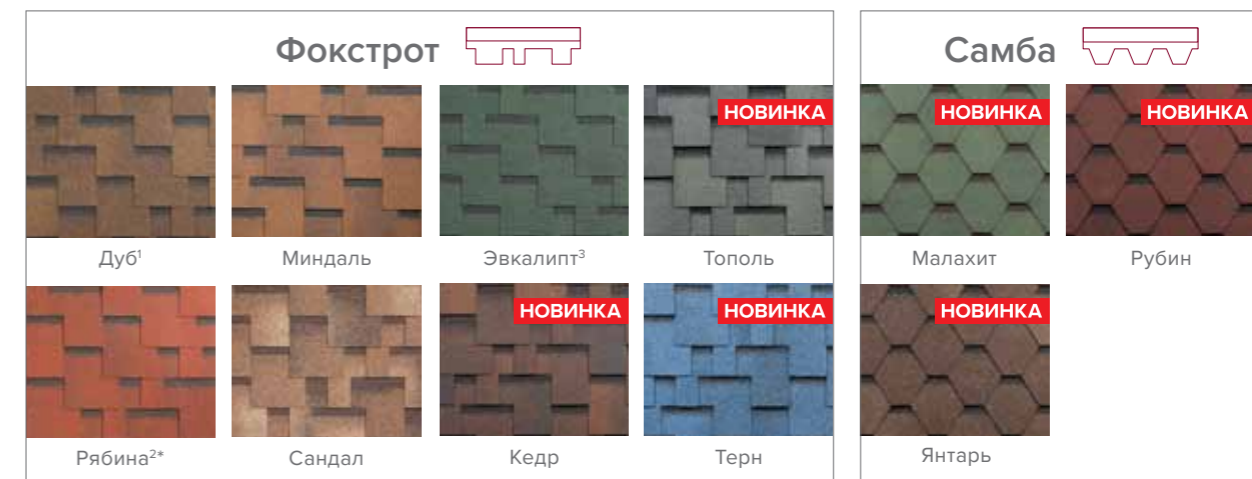 Фокстрот
НОВИНКА
Дуб¹
Миндаль
Эвкалипт³
Тополь
НОВИНКА
НОВИНКА
Рябина²*
Сандал
Кедр
Терн
Самба
НОВИНКА
НОВИНКА
Малахит
Рубин
НОВИНКА
Янтарь